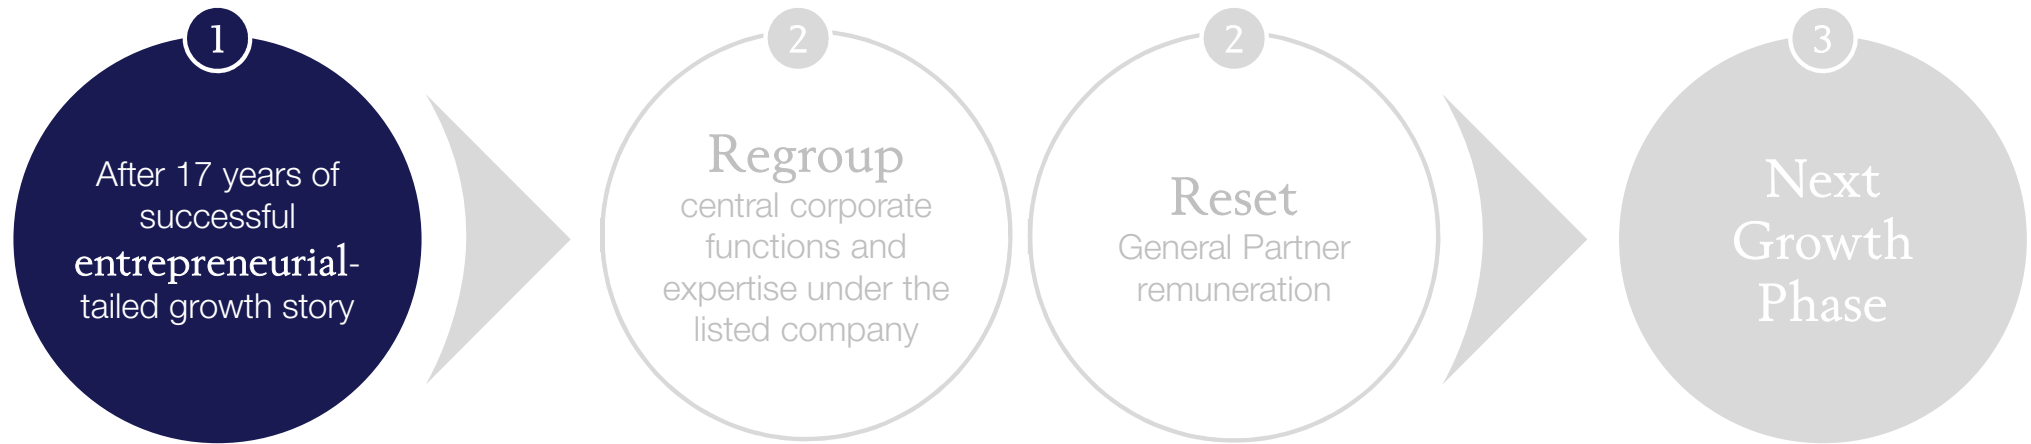 1
After 17 years of
successful
entrepreneurial-
tailed growth story
2
Regroup
central corporate
functions and
expertise under the
listed company
2
Reset
General Partner
remuneration
3
Next
Growth
Phase